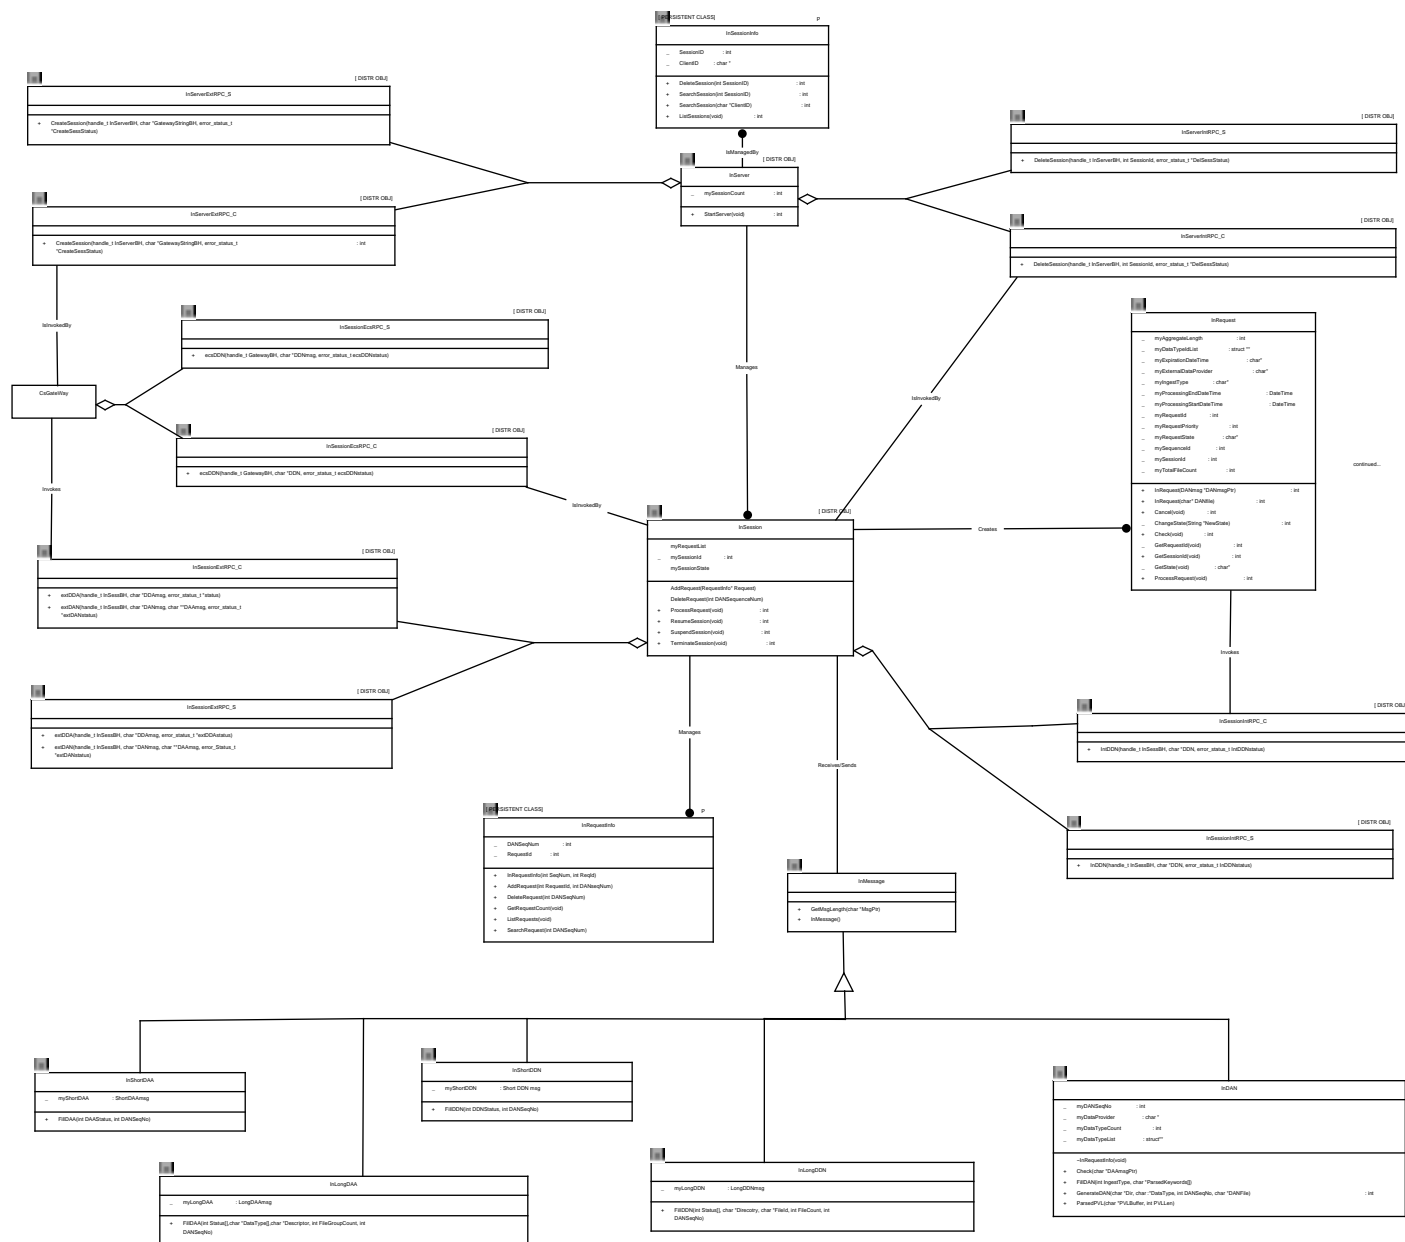 [PERSISTENT CLASS] P
InSessionInfo
_ SessionID : int
_ ClientID : char *
+ DeleteSession(int SessionID) : int
+ SearchSession(int SessionID) : int
+ SearchSession(char *ClientID) : int
+ ListSessions(void) : int
[ DISTR OBJ]
InServerExtRPC_S
+ CreateSession(handle_t InServerBH, char *GatewayStringBH, error_status_t
*CreateSessStatus)
[ DISTR OBJ]
InServerIntRPC_S
+ DeleteSession(handle_t InServerBH, int SessionId, error_status_t *DelSessStatus)
IsManagedBy
[ DISTR OBJ]
InServer
_ mySessionCount : int
+ StartServer(void) : int
[ DISTR OBJ]
InServerExtRPC_C
+ CreateSession(handle_t InServerBH, char *GatewayStringBH, error_status_t : int
*CreateSessStatus)
[ DISTR OBJ]
InServerIntRPC_C
+ DeleteSession(handle_t InServerBH, int SessionId, error_status_t *DelSessStatus)
IsInvokedBy
[ DISTR OBJ]
InSessionEcsRPC_S
+ ecsDDN(handle_t GatewayBH, char *DDNmsg, error_status_t ecsDDNstatus)
Manages
IsInvokedBy
InRequest
_ myAggregateLength : int
_ myDataTypeIdList : struct **
_ myExpirationDateTime : char*
_ myExternalDataProvider : char*
_ myIngestType : char*
_ myProcessingEndDateTime : DateTime
_ myProcessingStartDateTime : DateTime
_ myRequestId : int
_ myRequestPriority : int
_ myRequestState : char*
_ mySequenceId : int
_ mySessionId : int
_ myTotalFileCount : int
+ InRequest(DANmsg *DANmsgPtr) : int
+ InRequest(char* DANfile) : int
+ Cancel(void) : int
_ ChangeState(String *NewState) : int
+ Check(void) : int
_ GetRequestId(void) : int
+ GetSessionId(void) : int
_ GetState(void) : char*
+ ProcessRequest(void) : int
continued...
CsGateWay
[ DISTR OBJ]
InSessionEcsRPC_C
+ ecsDDN(handle_t GatewayBH, char *DDN, error_status_t ecsDDNstatus)
Invokes
IsInvokedBy
[ DISTR OBJ]
InSession
myRequestList
_ mySessionId : int
mySessionState
AddRequest(RequestInfo* Request)
DeleteRequest(int DANSequenceNum)
+ ProcessRequest(void) : int
+ ResumeSession(void) : int
+ SuspendSession(void) : int
+ TerminateSession(void) : int
Creates
[ DISTR OBJ]
InSessionExtRPC_C
+ extDDA(handle_t InSessBH, char *DDAmsg, error_status_t *status)
+ extDAN(handle_t InSessBH, char *DANmsg, char **DAAmsg, error_status_t
*extDANstatus)
Invokes
[ DISTR OBJ]
InSessionExtRPC_S
+ extDDA(handle_t InSessBH, char *DDAmsg, error_status_t *extDDAstatus)
+ extDAN(handle_t InSessBH, char *DANmsg, char **DAAmsg, error_Status_t
*extDANstatus)
[ DISTR OBJ
InSessionIntRPC_C
+ IntDDN(handle_t InSessBH, char *DDN, error_status_t IntDDNstatus)
Manages
Receives/Sends
[PERSISTENT CLASS] P
InRequestInfo
_ DANSeqNum : int
_ RequestId : int
+ InRequestInfo(int SeqNum, int ReqId)
+ AddRequest(int RequestId, int DANseqNum)
+ DeleteRequest(int DANSeqNum)
+ GetRequestCount(void)
+ ListRequests(void)
+ SearchRequest(int DANSeqNum)
[ DISTR OBJ]
InSessionIntRPC_S
+ InDDN(handle_t InSessBH, char *DDN, error_status_t InDDNstatus)
InMessage
+ GetMsgLength(char *MsgPtr)
+ InMessage()
InShortDAA
_ myShortDAA : ShortDAAmsg
+ FillDAA(int DAAStatus, int DANSeqNo)
InShortDDN
_ myShortDDN : Short DDN msg
+ FillDDN(int DDNStatus, int DANSeqNo)
InDAN
_ myDANSeqNo : int
_ myDataProvider : char *
_ myDataTypeCount : int
_ myDataTypeList : struct**
~InRequestInfo(void)
+ Check(char *DAAmsgPtr)
+ FillDAN(int IngestType, char *ParsedKeywords[])
+ GenerateDAN(char *Dir, char :*DataType, int DANSeqNo, char *DANFile) : int
+ ParsedPVL(char *PVLBuffer, int PVLLen)
InLongDAA
_ myLongDAA : LongDAAmsg
+ FillDAA(int Status[],char *DataType[],char *Descriptor, int FileGroupCount, int
DANSeqNo)
InLongDDN
_ myLongDDN : LongDDNmsg
+ FillDDN(int Status[], char *Direcotry, char *FileId, int FileCount, int
DANSeqNo)